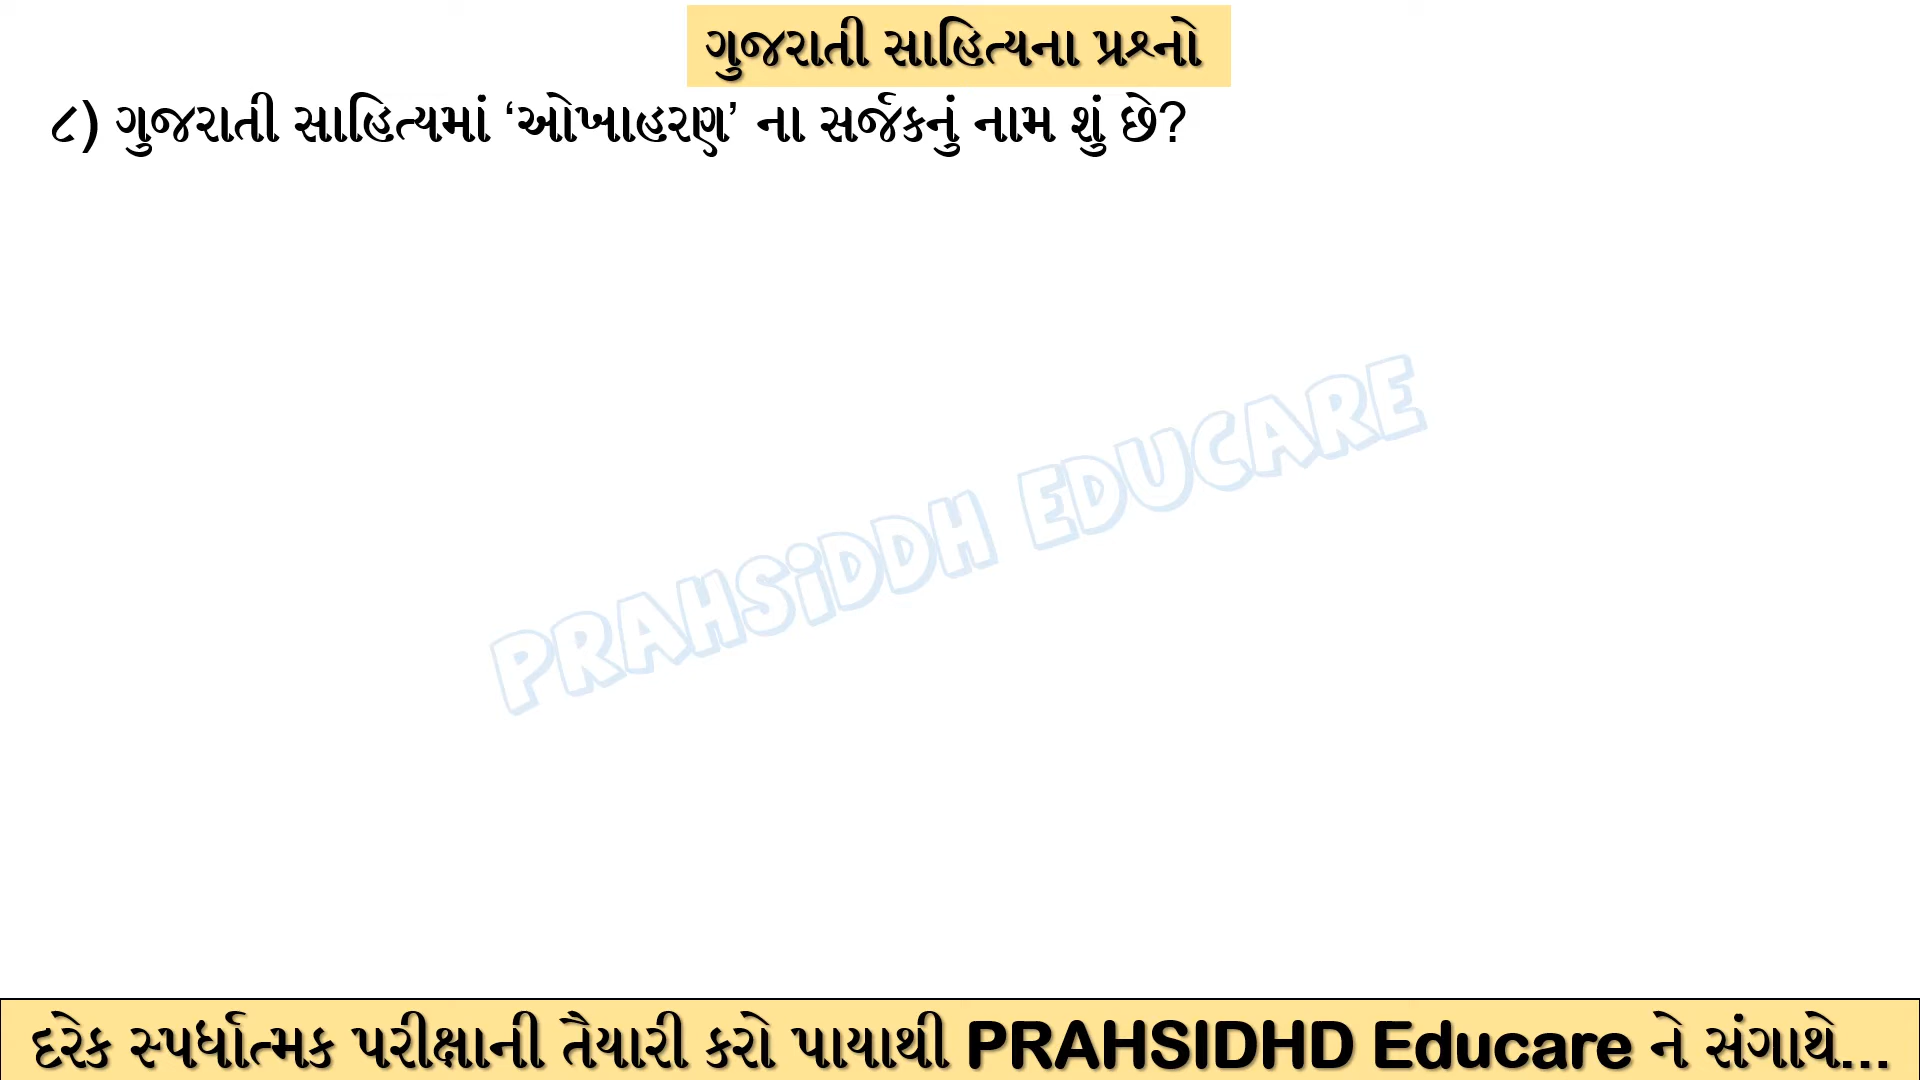 ગુજરાતી સાહિત્યના પ્રશ્નો
૮) ગુજરાતી સાહિત્યમાં ‘ઓખાહરણ’ ના સર્જકનું નામ શું છે?
PRAHSiDDH EDUCARE
દરેક સ્પર્ધાત્મક પરીક્ષાની તૈયારી કરો પાયાથી PRAHSIDHD Educare ને સંગાથે...